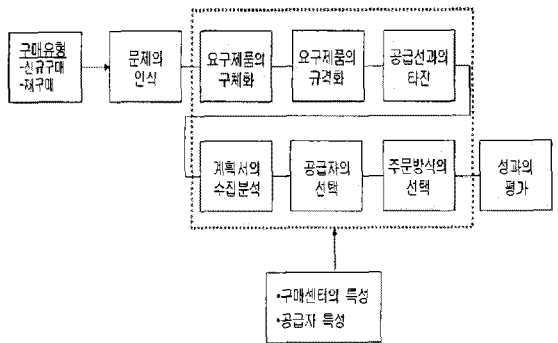 구매유형
-신규구매
-재구매
문제의
인식
요구제품의
구체화
요구제품의
규격화
공급선과의
타진
계획서의
수집분석
공급자의
선택
주문방식의
선택
성과의
평가
•구매센터의 특성
•공급자 특성